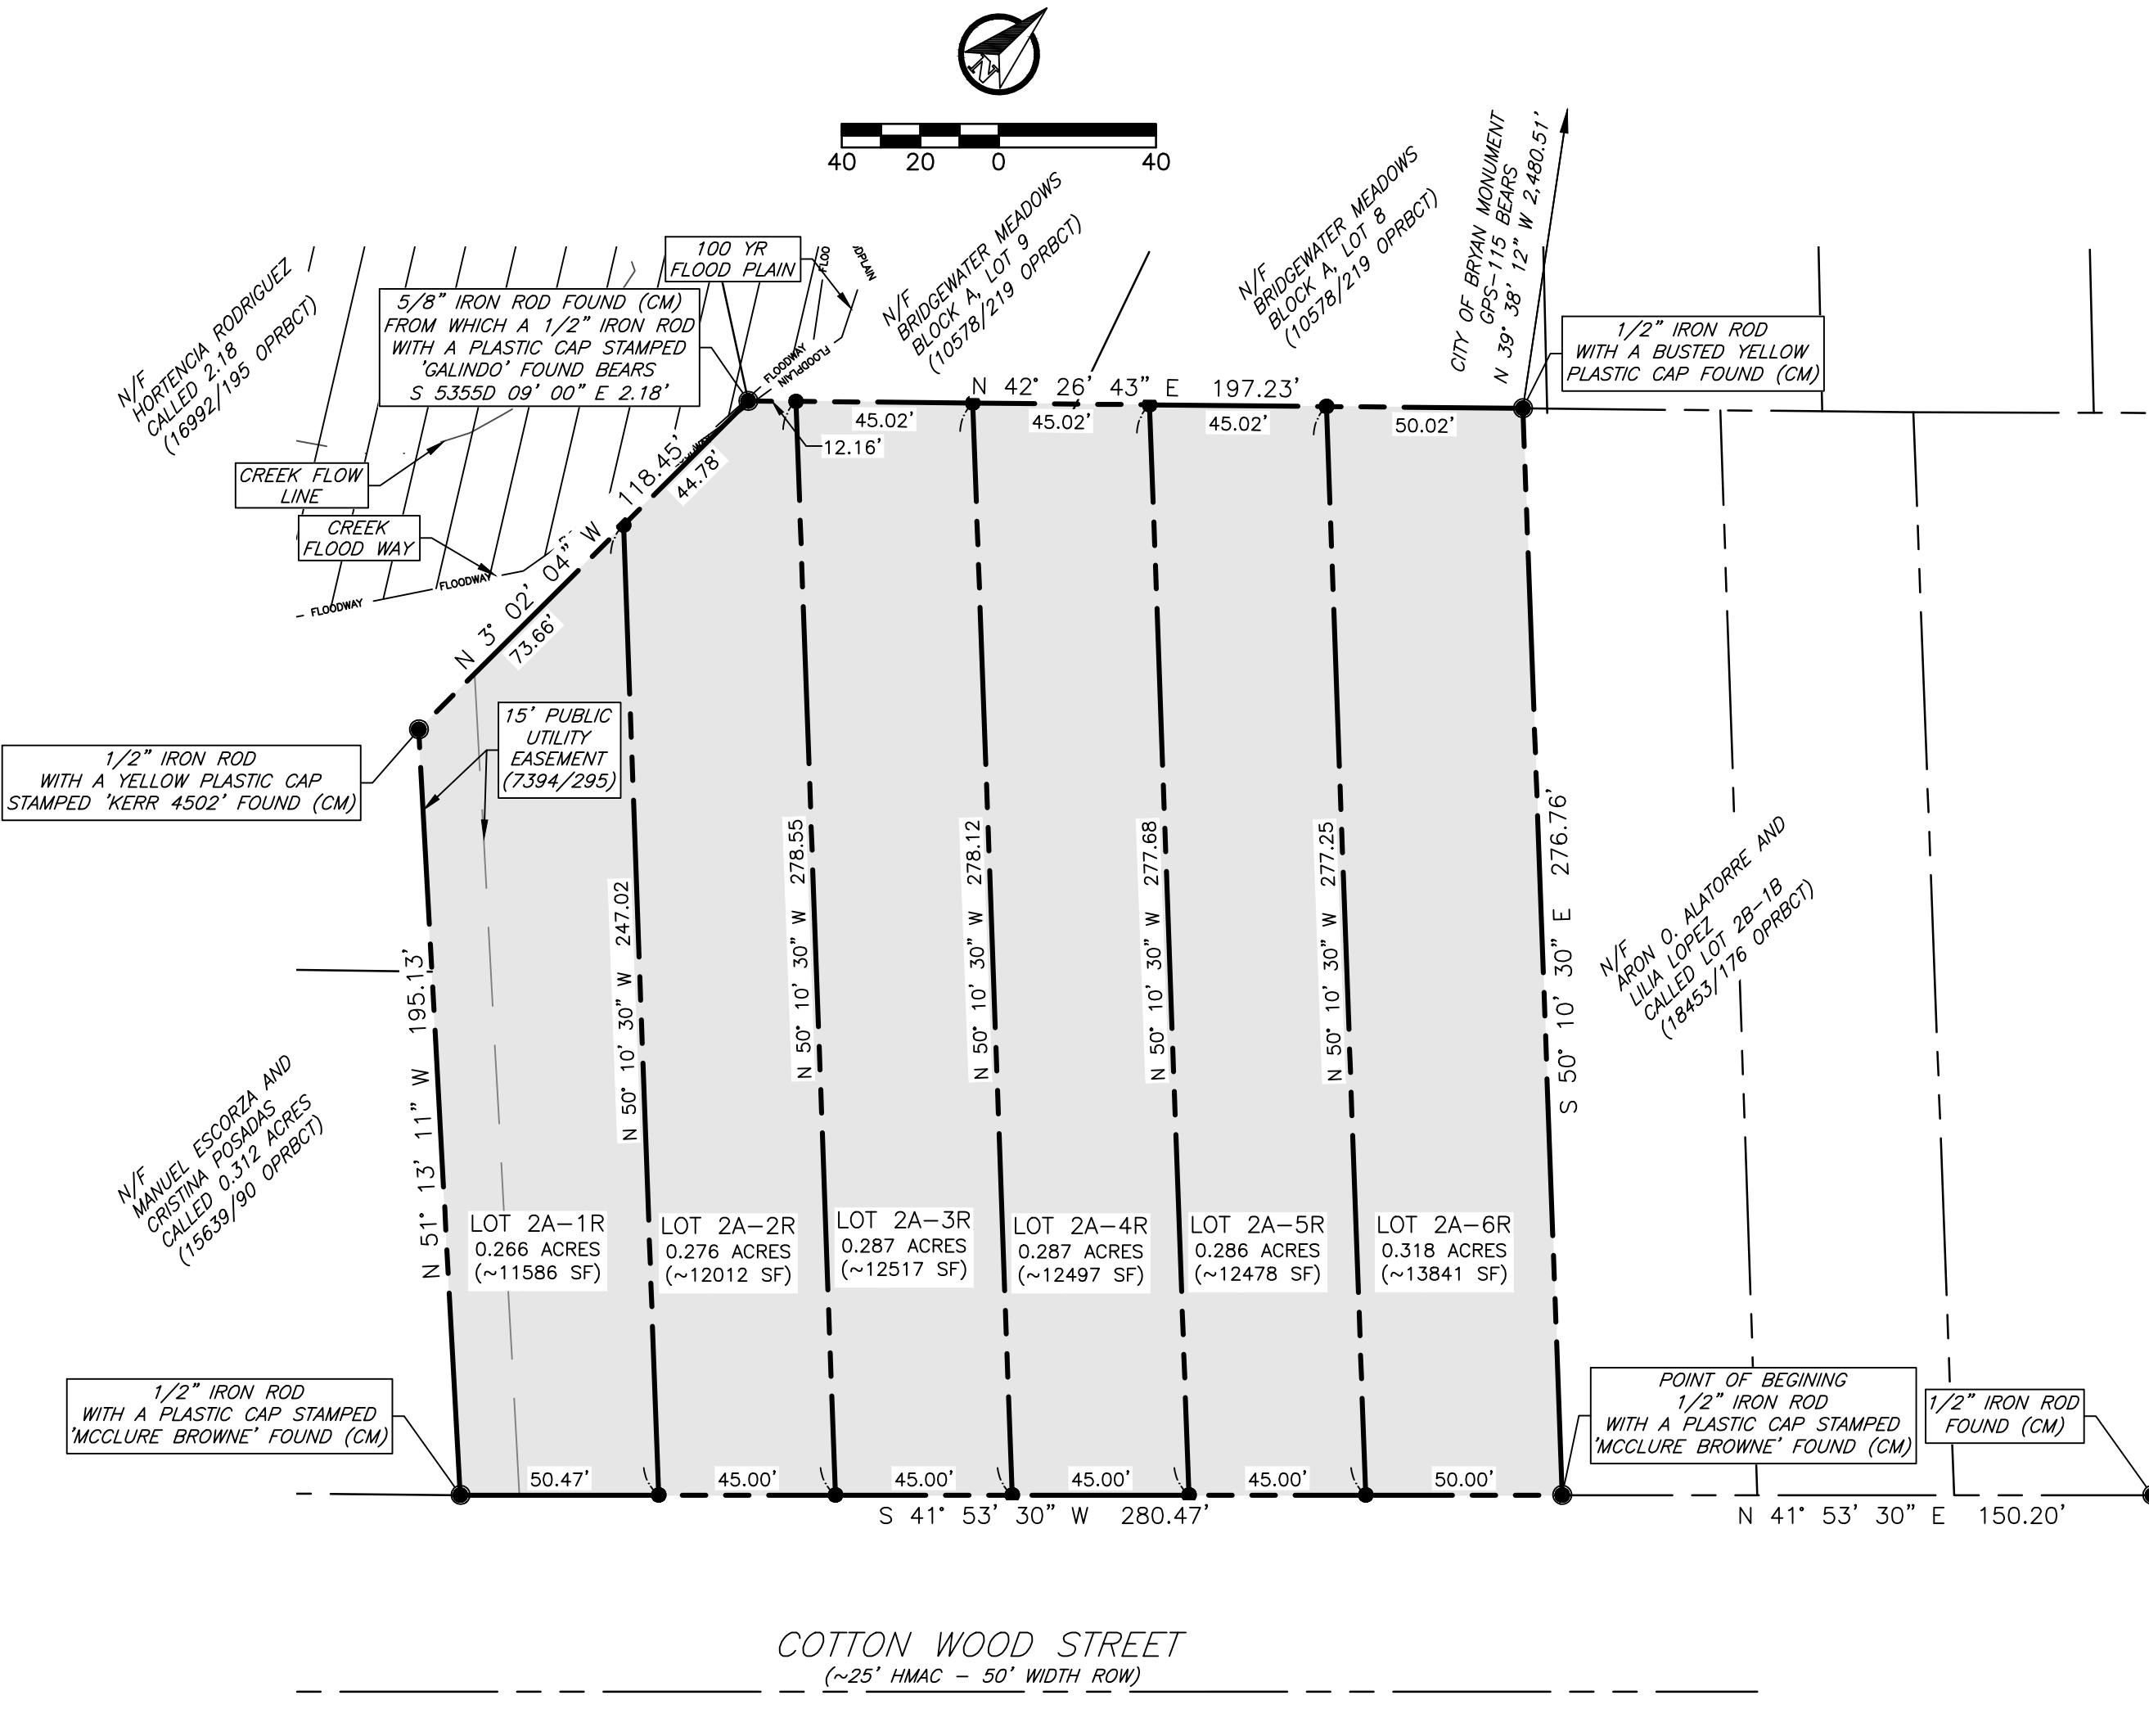 N
40 20 0 40
CITY OF BRYAN MONUMENT
GPS-115 BEARS
N 39° 38' 12" W 2,480.51'
N/F
HORTENCIA RODRIGUEZ
CALLED 2.18
(16992/195 OPRBCT)
100 YR
FLOOD PLAIN
FLOO
DPLAIN
FLOODWAY
FLOODPLAIN
N/F
BRIDGEWATER MEADOWS
BLOCK A, LOT 9
(10578/219 OPRBCT)
N/F
BRIDGEWATER MEADOWS
BLOCK A, LOT 8
(10578/219 OPRBCT)
5/8" IRON ROD FOUND (CM)
FROM WHICH A 1/2" IRON ROD
WITH A PLASTIC CAP STAMPED
'GALINDO' FOUND BEARS
S 5355D 09' 00" E 2.18'
1/2" IRON ROD
WITH A BUSTED YELLOW
PLASTIC CAP FOUND (CM)
N 42° 26' 43" E 197.23'
12.16'
45.02'
45.02'
45.02'
50.02'
CREEK FLOW
LINE
CREEK
FLOOD WAY
FLOODWAY
FLOODWAY
N 3° 02' 04" W 118.45'
44.78'
73.66'
15' PUBLIC
UTILITY
EASEMENT
(7394/295)
1/2" IRON ROD
WITH A YELLOW PLASTIC CAP
STAMPED 'KERR 4502' FOUND (CM)
N 51° 13' 11" W 195.13'
N 50° 10' 30" W 247.02
N 50° 10' 30" W 278.55
N 50° 10' 30" W 278.12
N 50° 10' 30" W 277.68
N 50° 10' 30" W 277.25
S 50° 10' 30" E 276.76'
N/F
ARON O. ALATORRE AND
LILIA LOPEZ
CALLED LOT 2B-1B
(18453/176 OPRBCT)
N/F
MANUEL ESCORZA AND
CRISTINA POSADAS
CALLED 0.312 ACRES
(15639/90 OPRBCT)
LOT 2A-1R
0.266 ACRES
(~11586 SF)
LOT 2A-2R
0.276 ACRES
(~12012 SF)
LOT 2A-3R
0.287 ACRES
(~12517 SF)
LOT 2A-4R
0.287 ACRES
(~12497 SF)
LOT 2A-5R
0.286 ACRES
(~12478 SF)
LOT 2A-6R
0.318 ACRES
(~13841 SF)
1/2" IRON ROD
WITH A PLASTIC CAP STAMPED
'MCCLURE BROWNE' FOUND (CM)
POINT OF BEGINING
1/2" IRON ROD
WITH A PLASTIC CAP STAMPED
'MCCLURE BROWNE' FOUND (CM)
1/2" IRON ROD
FOUND (CM)
50.47'
45.00'
45.00'
45.00'
45.00'
50.00'
S 41° 53' 30" W 280.47'
N 41° 53' 30" E 150.20'
COTTON WOOD STREET
(~25' HMAC - 50' WIDTH ROW)